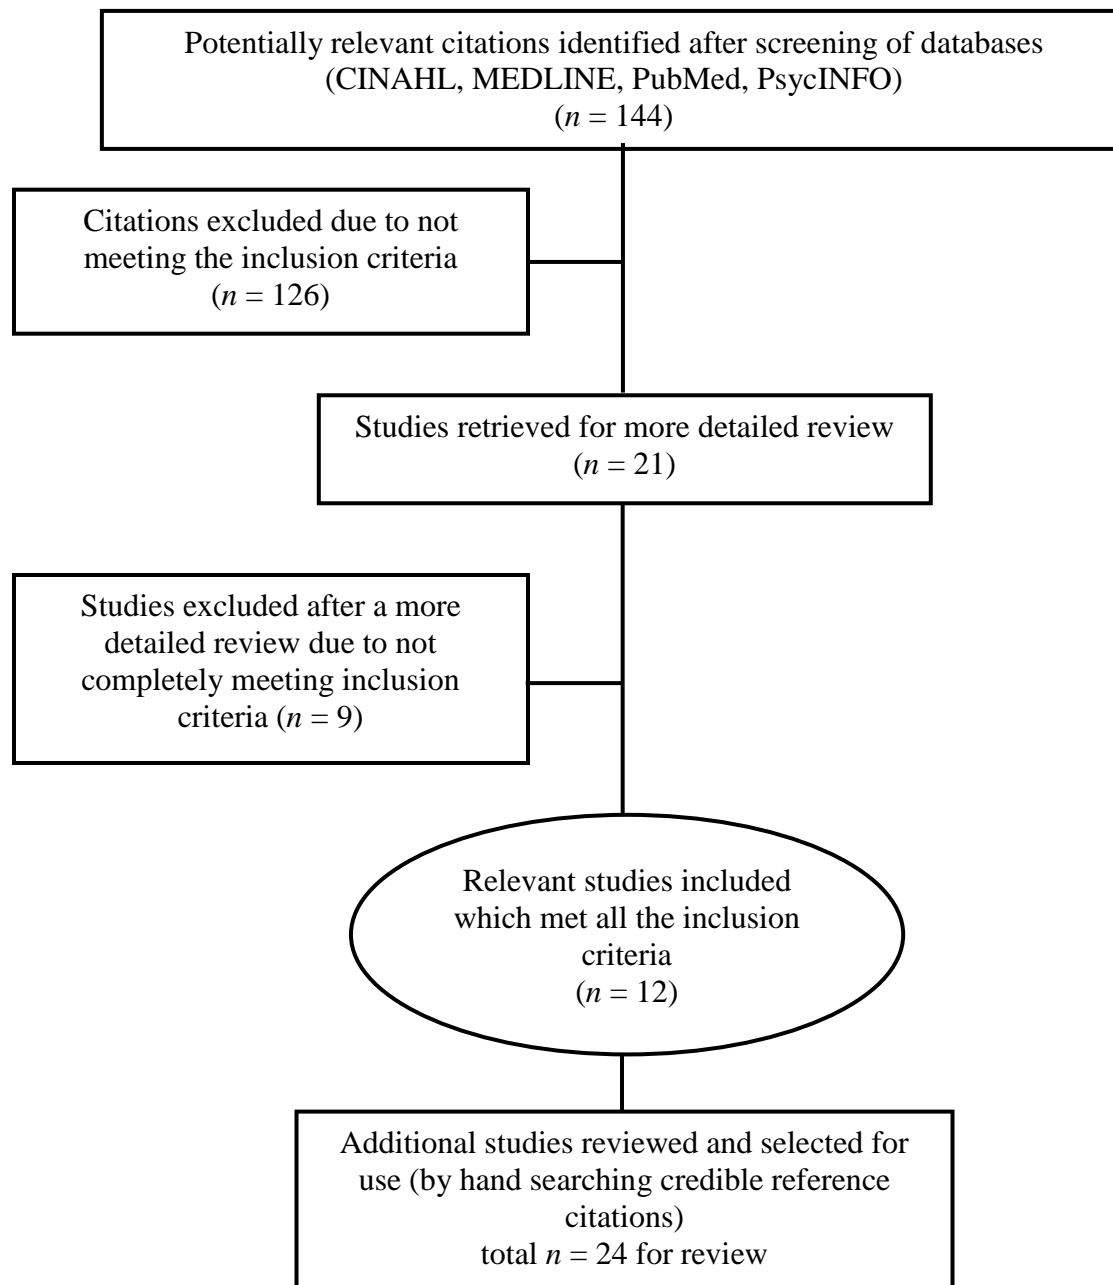 Potentially relevant citations identified after screening of databases
(CINAHL, MEDLINE, PubMed, PsycINFO)
(n = 144)
Citations excluded due to not
meeting the inclusion criteria
(n = 126)
Studies retrieved for more detailed review
(n = 21)
Studies excluded after a more
detailed review due to not
completely meeting inclusion
criteria (n = 9)
Relevant studies included
which met all the inclusion
criteria
(n = 12)
Additional studies reviewed and selected for
use (by hand searching credible reference
citations)
total n = 24 for review